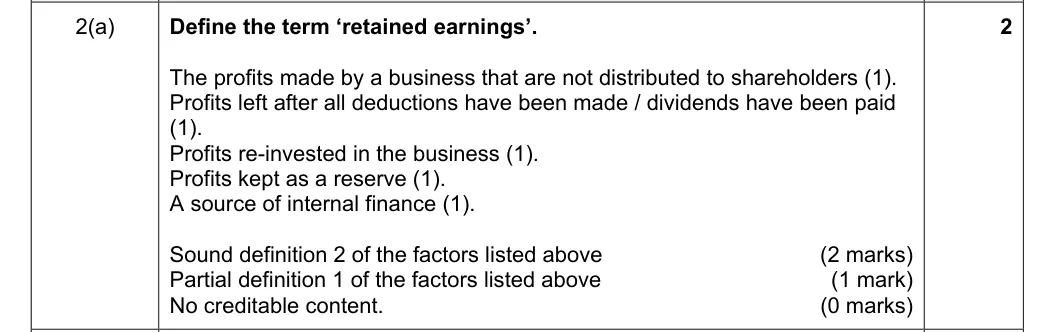 2(a) Define the term ‘retained earnings’. 2
The profits made by a business that are not distributed to shareholders (1).
Profits left after all deductions have been made / dividends have been paid
(1).
Profits re-invested in the business (1).
Profits kept as a reserve (1).
A source of internal finance (1).
Sound definition 2 of the factors listed above (2 marks)
Partial definition 1 of the factors listed above (1 mark)
No creditable content. (0 marks)